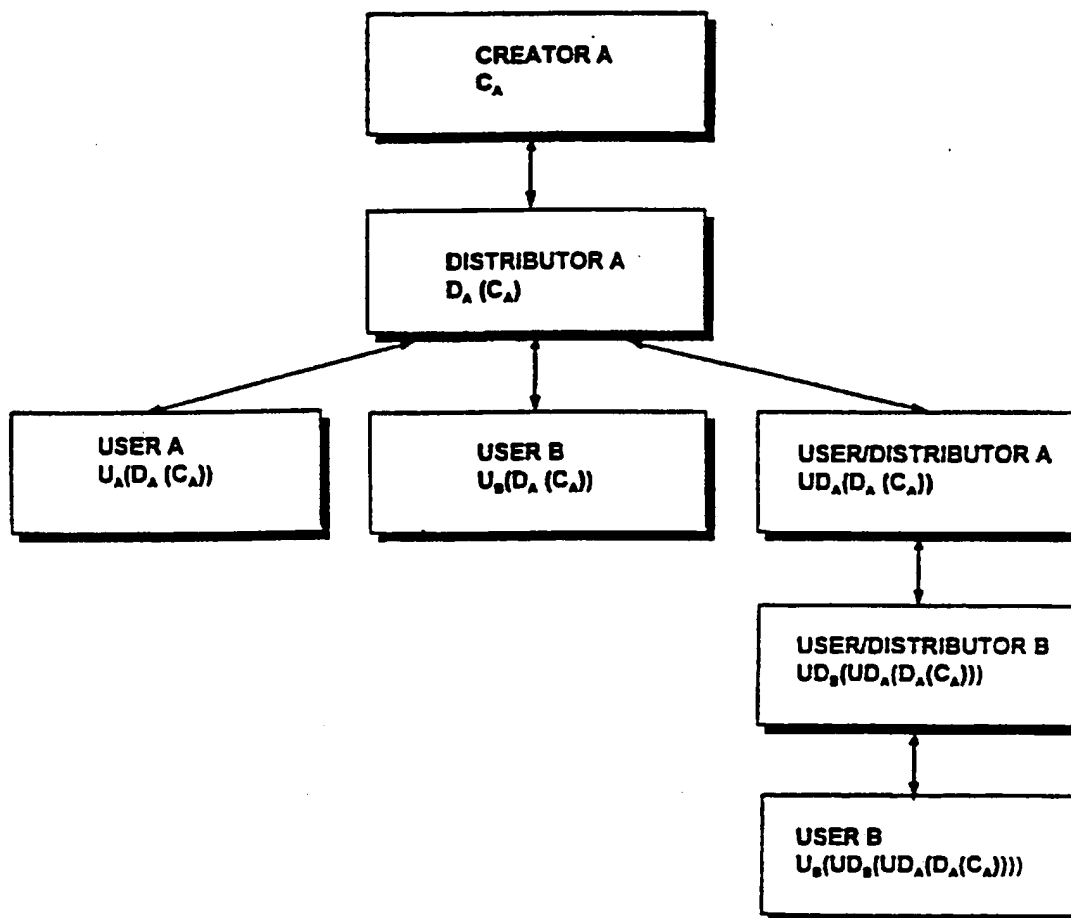 CREATOR A
C_A
DISTRIBUTOR A
D_A (C_A)
USER A
U_A(D_A (C_A))
USER B
U_B(D_A (C_A))
USER/DISTRIBUTOR A
UD_A(D_A (C_A))
USER/DISTRIBUTOR B
UD_B(UD_A(D_A(C_A)))
USER B
U_B(UD_B(UD_A(D_A(C_A))))